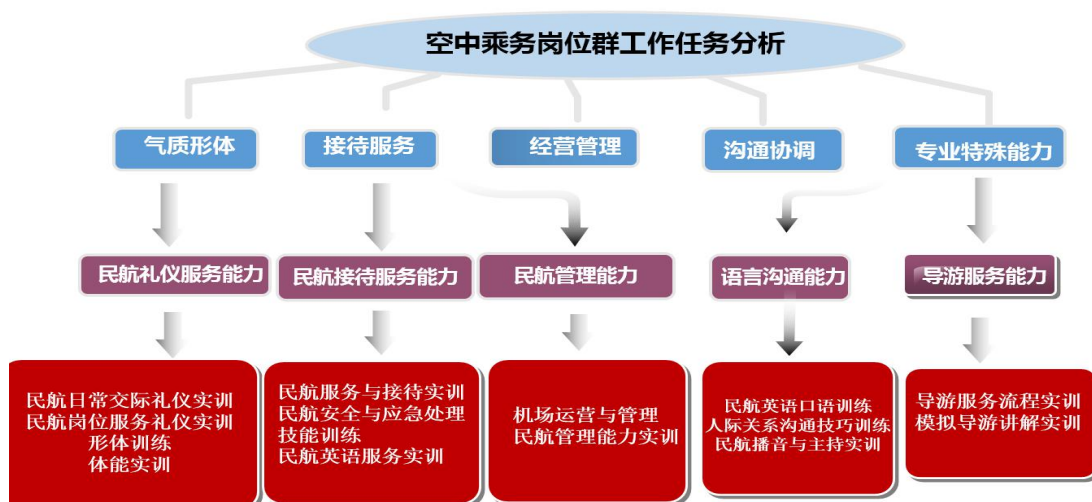 空中乘务岗位群工作任务分析
气质形体
接待服务
经营管理
沟通协调
专业特殊能力
民航礼仪服务能力
民航接待服务能力
民航管理能力
语言沟通能力
导游服务能力
民航日常交际礼仪实训
民航岗位服务礼仪实训
形体训练
体能实训
民航服务与接待实训
民航安全与应急处理
技能训练
民航英语服务实训
机场运营与管理
民航管理能力实训
民航英语口语训练
人际关系沟通技巧训练
民航播音与主持实训
导游服务流程实训
模拟导游讲解实训